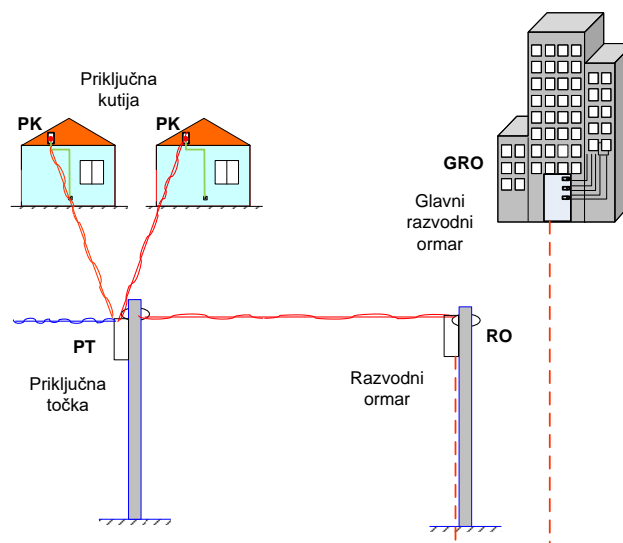 Priključna
kutija
PK
PK
GRO
Glavni
razvodni
ormar
PT
RO
Priključna
točka
Razvodni
ormar